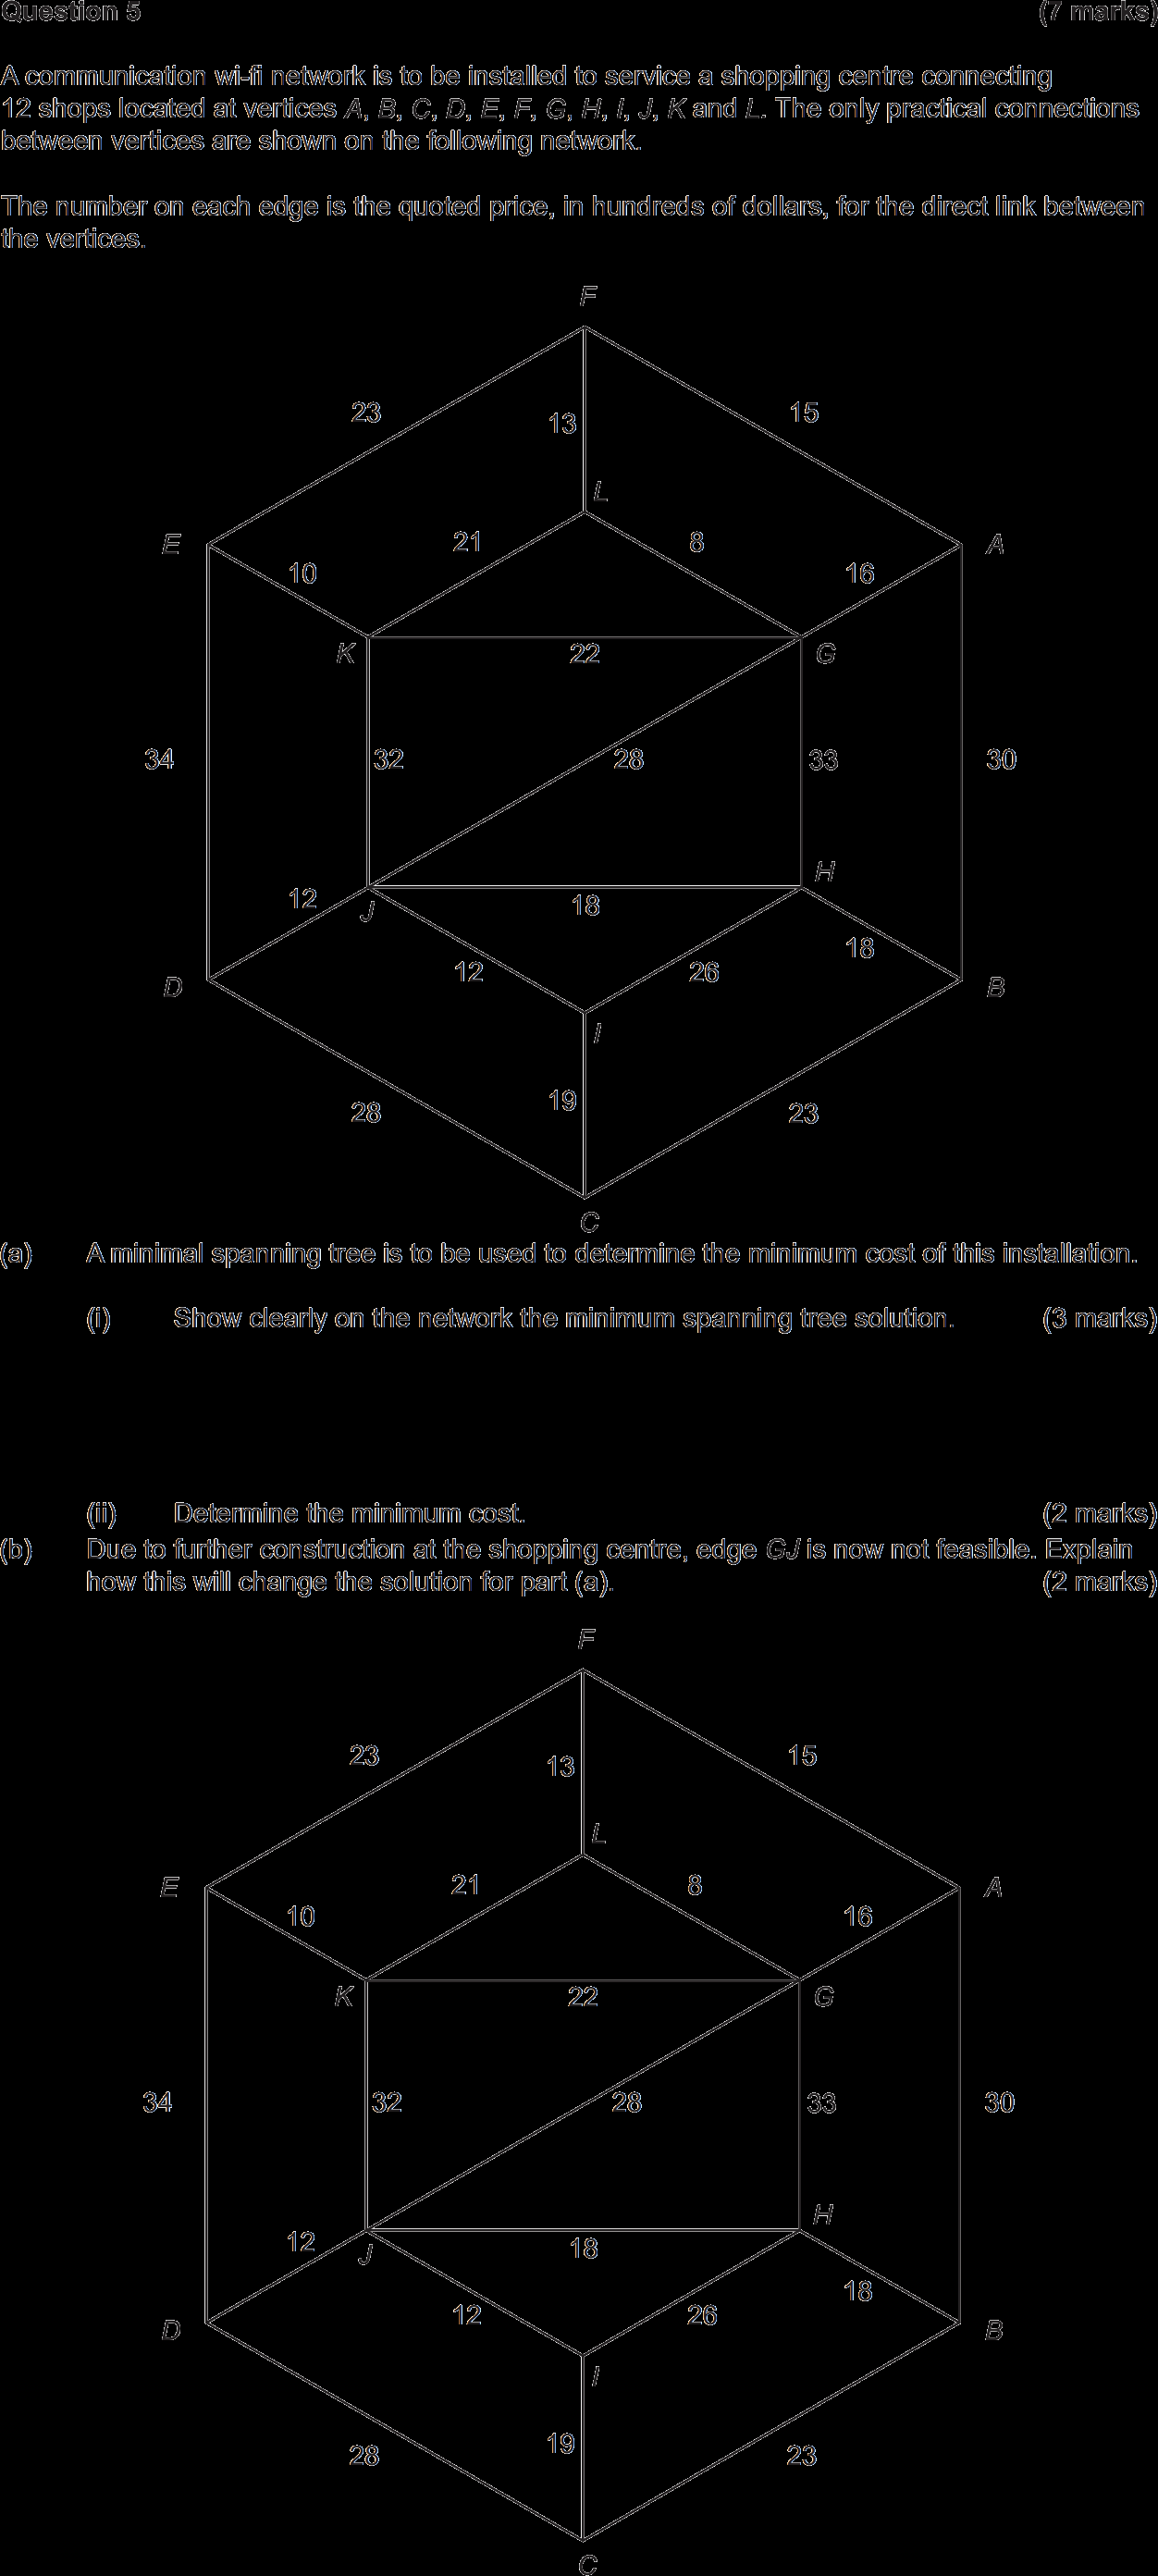 Question 5 (7 marks)
A communication wi-fi network is to be installed to service a shopping centre connecting
12 shops located at vertices A, B, C, D, E, F, G, H, I, J, K and L. The only practical connections
between vertices are shown on the following network.
The number on each edge is the quoted price, in hundreds of dollars, for the direct link between
the vertices.
F
23 15
13
L
E 21 8 A
10 16
K 22 G
34 32 28 33 30
H
12 J 18
18
D 12 26 B
I
19
28 23
C
(a) A minimal spanning tree is to be used to determine the minimum cost of this installation.
(i) Show clearly on the network the minimum spanning tree solution. (3 marks)
(ii) Determine the minimum cost. (2 marks)
(b) Due to further construction at the shopping centre, edge GJ is now not feasible. Explain
how this will change the solution for part (a). (2 marks)
F
23 15
13
L
E 21 8 A
10 16
K 22 G
34 32 28 33 30
H
12 J 18
18
D 12 26 B
I
19
28 23
C